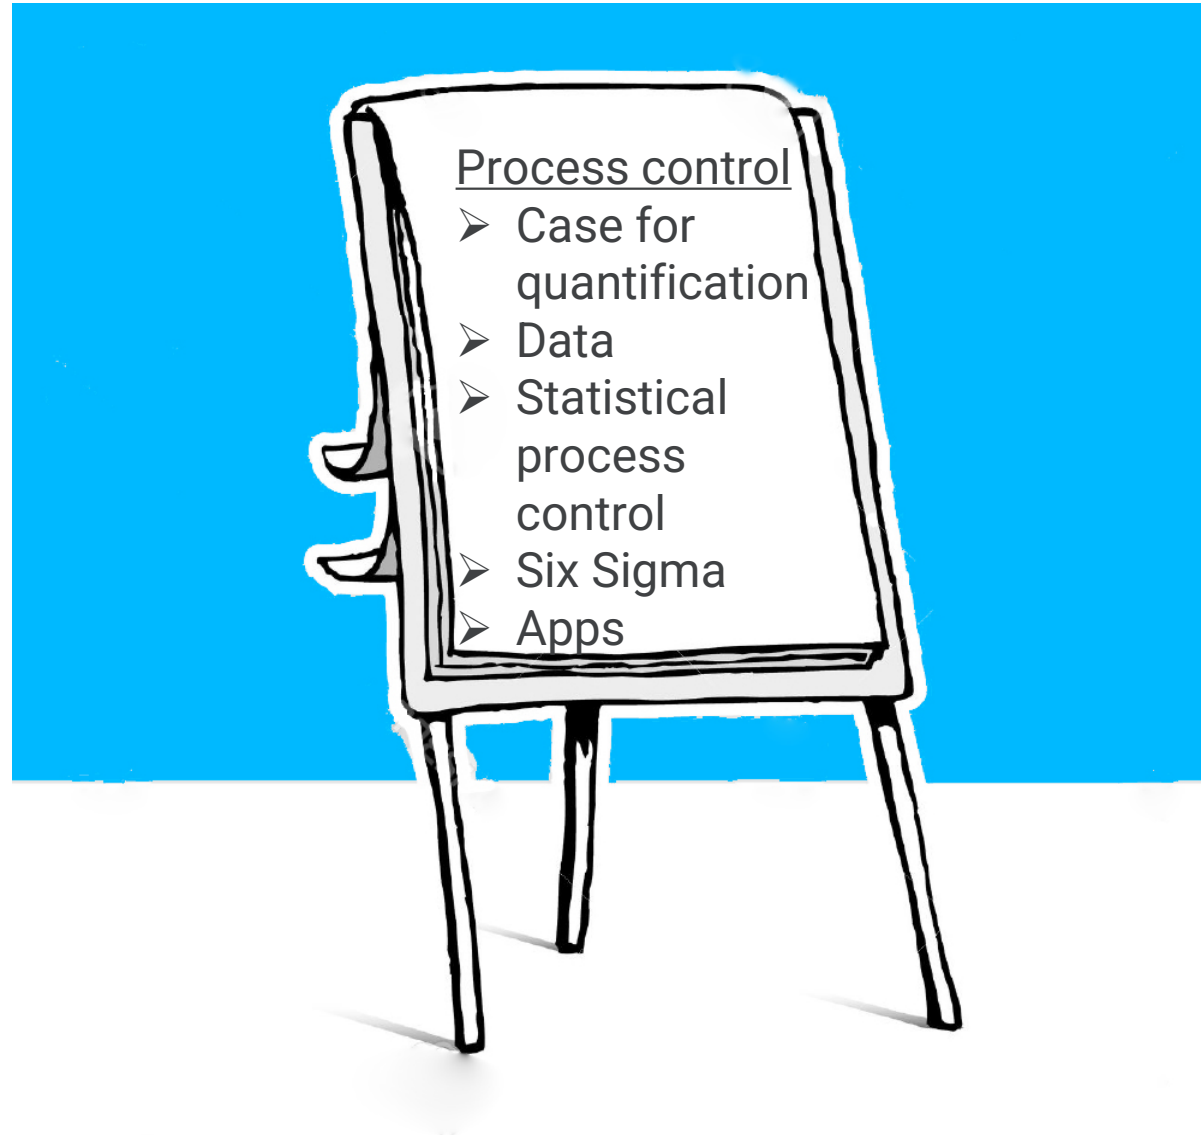 Process control
➢ Case for
quantification
➢ Data
➢ Statistical
process
control
➢ Six Sigma
➢ Apps